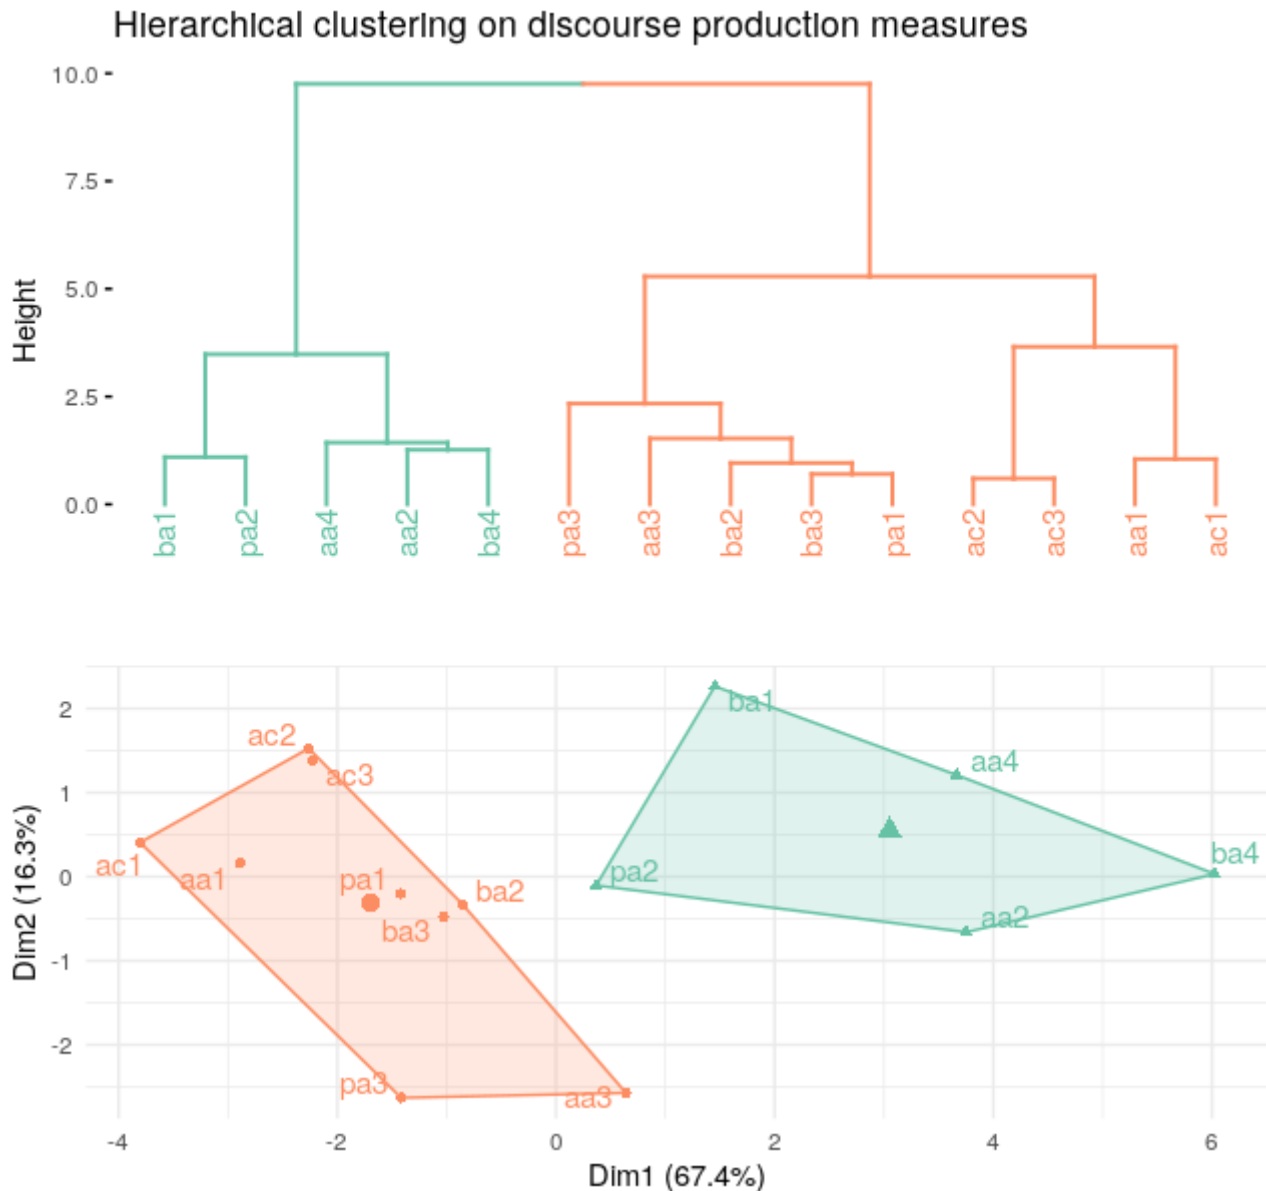 Hierarchical clustering on discourse production measures
10.0
7.5
5.0
2.5
0.0
Height
ba1 pa2 aa4 aa2 ba4 pa3 aa3 ba2 ba3 pa1 ac2 ac3 aa1 ac1
2
1
0
-1
-2
Dim2 (16.3%)
ba1
ac2
aa4
ac3
ba4
ac1
aa1
pa1
pa2
ba2
ba3
aa2
pa3
aa3
-4 -2 0 2 4 6
Dim1 (67.4%)